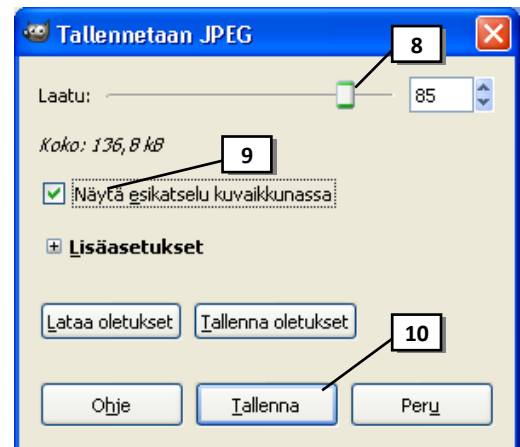 Tallennetaan JPEG
8
Laatu:
85
Koko: 136,8 kB
9
Näytä esikatselu kuvaikkunassa
Lisäasetukset
Lataa oletukset Tallenna oletukset
10
Ohje Tallenna Peru